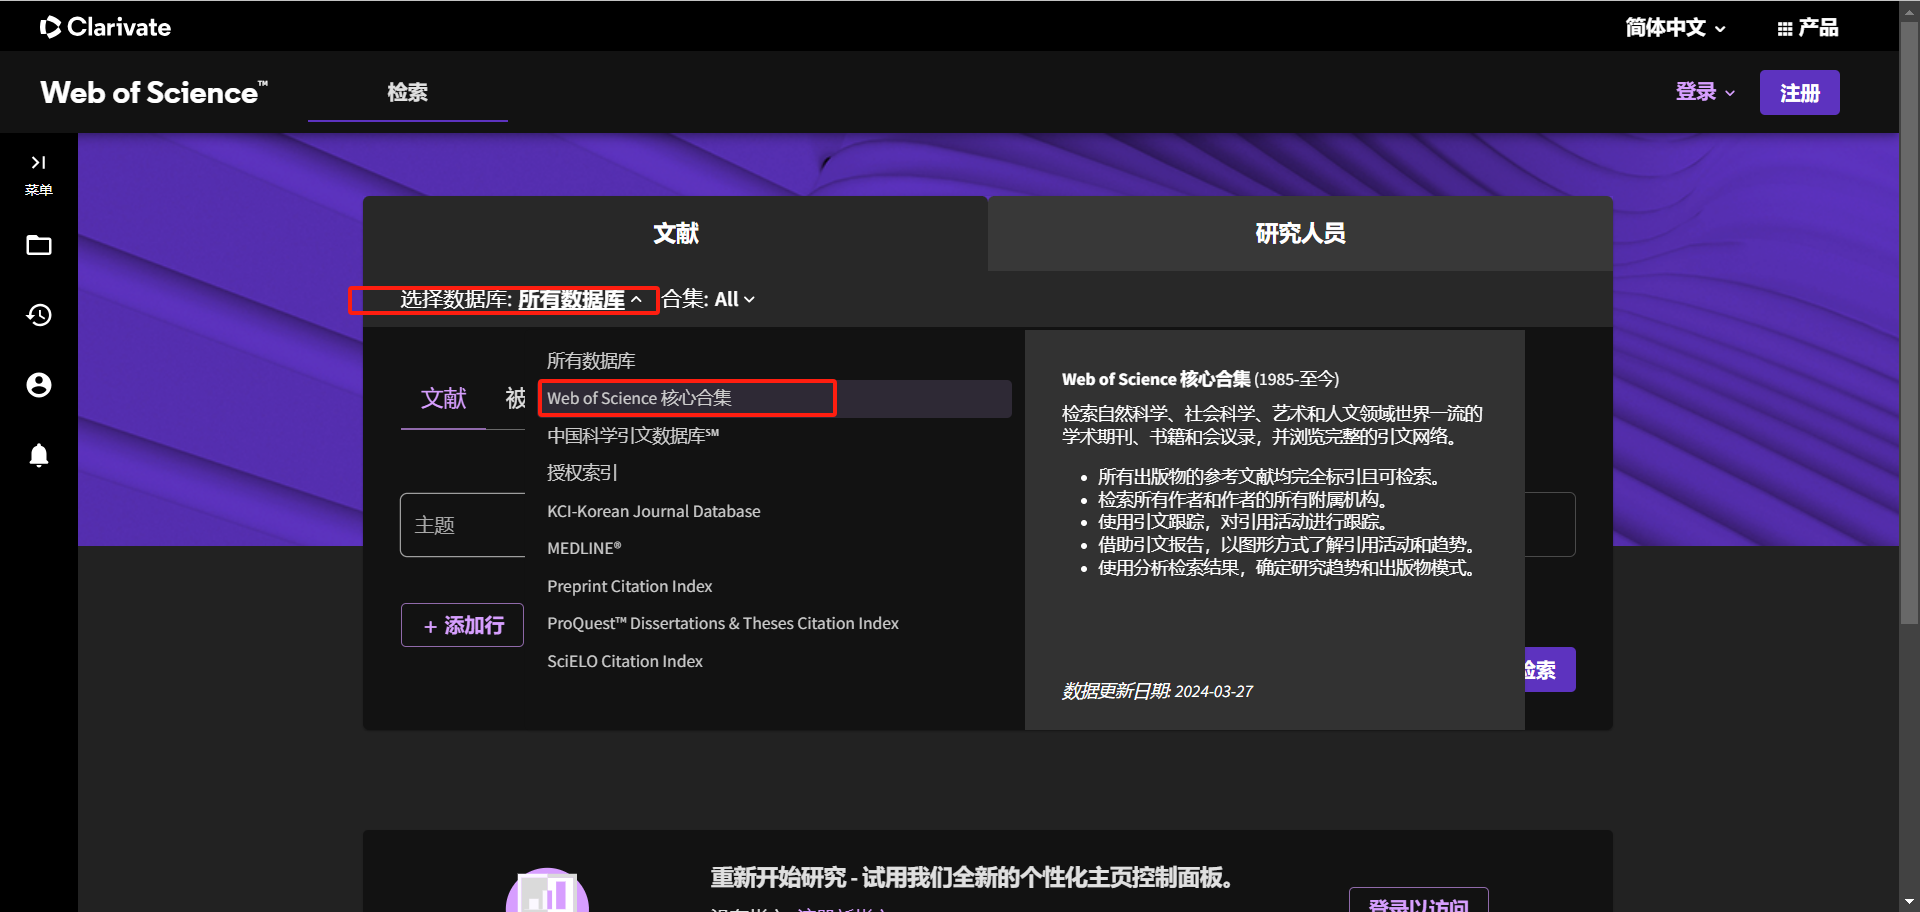 Clarivate
简体中文
产品
Web of Science™
检索
登录
注册
菜单
文献
研究人员
选择数据库: 所有数据库
合集: All
文献
被
主题
+ 添加行
所有数据库
Web of Science 核心合集
中国科学引文数据库℠
授权索引
KCI-Korean Journal Database
MEDLINE®
Preprint Citation Index
ProQuest™ Dissertations & Theses Citation Index
SciELO Citation Index
Web of Science 核心合集 (1985-至今)
检索自然科学、社会科学、艺术和人文领域世界一流的
学术期刊、书籍和会议录，并浏览完整的引文网络。
• 所有出版物的参考文献均完全标引且可检索。
• 检索所有作者和作者的所有附属机构。
• 使用引文跟踪，对引用活动进行跟踪。
• 借助引文报告，以图形方式了解引用活动和趋势。
• 使用分析检索结果，确定研究趋势和出版物模式。
数据更新日期: 2024-03-27
检索
重新开始研究 - 试用我们全新的个性化主页控制面板。
登录以访问